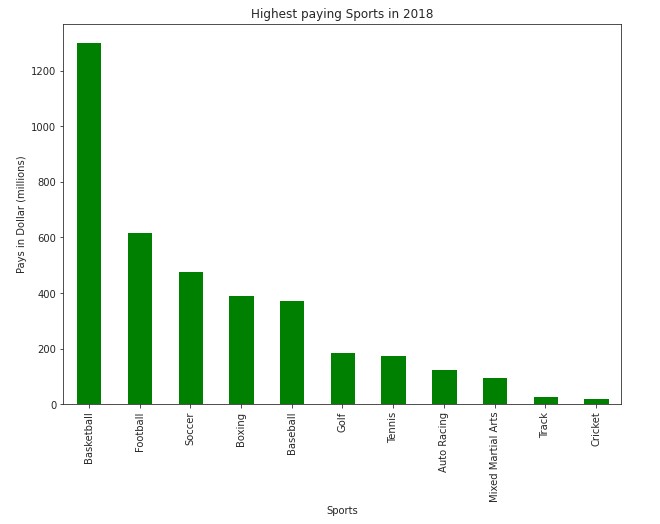 Highest paying Sports in 2018
Pays in Dollar (millions)
1200
1000
800
600
400
200
0
Basketball
Football
Soccer
Boxing
Baseball
Golf
Tennis
Auto Racing
Mixed Martial Arts
Track
Cricket
Sports